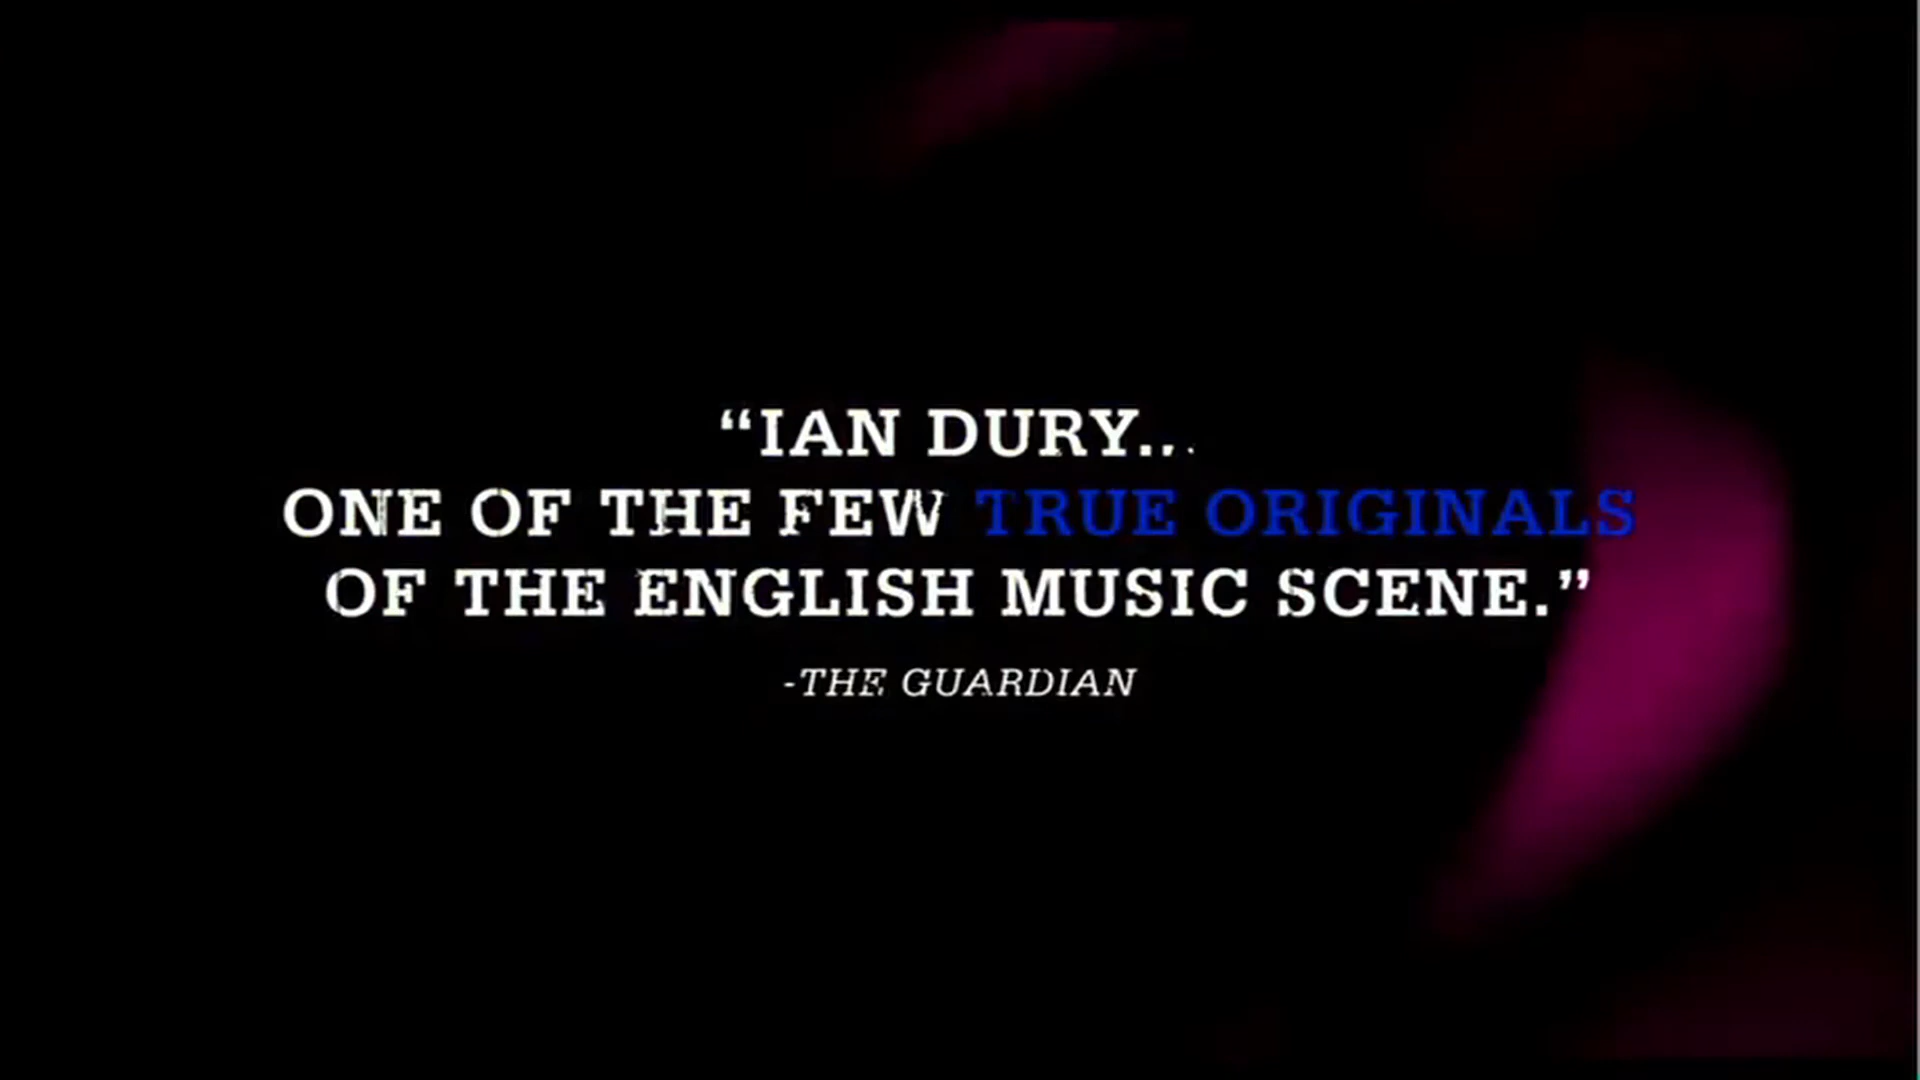 “IAN DURY...
ONE OF THE FEW TRUE ORIGINALS
OF THE ENGLISH MUSIC SCENE.”
-THE GUARDIAN